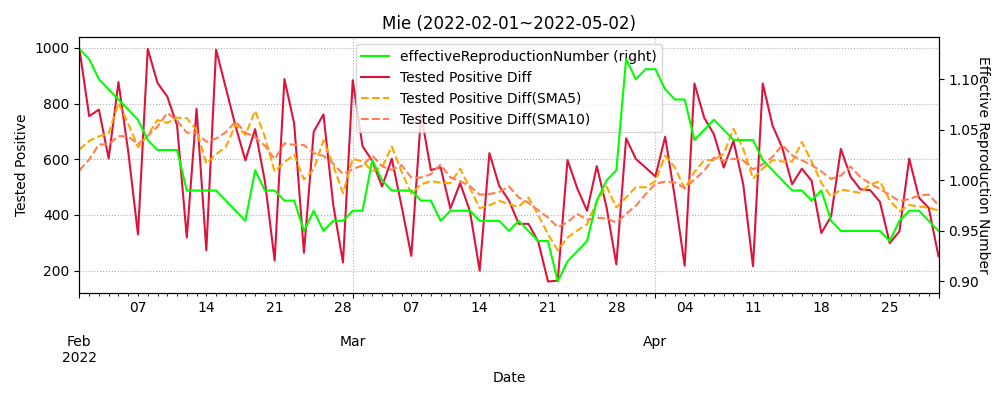 Mie (2022-02-01~2022-05-02)
effectiveReproductionNumber (right)
Tested Positive Diff
Tested Positive Diff(SMA5)
Tested Positive Diff(SMA10)
Tested Positive
1000
800
600
400
200
Effective Reproduction Number
1.10
1.05
1.00
0.95
0.90
07 14 21 28 07 14 21 28 04 11 18 25
Feb Mar Apr
2022
Date